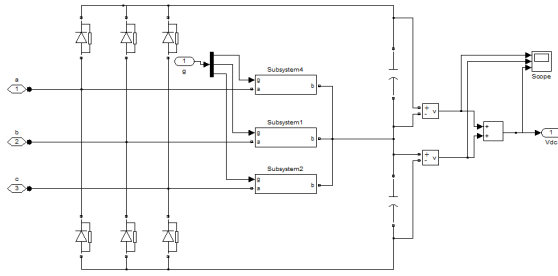 a
1
b
2
c
3
1
g
Subsystem4
g
a
b
Subsystem1
g
a
b
Subsystem2
g
a
b
+
-
v
+
-
v
+
+
Scope
1
Vdc